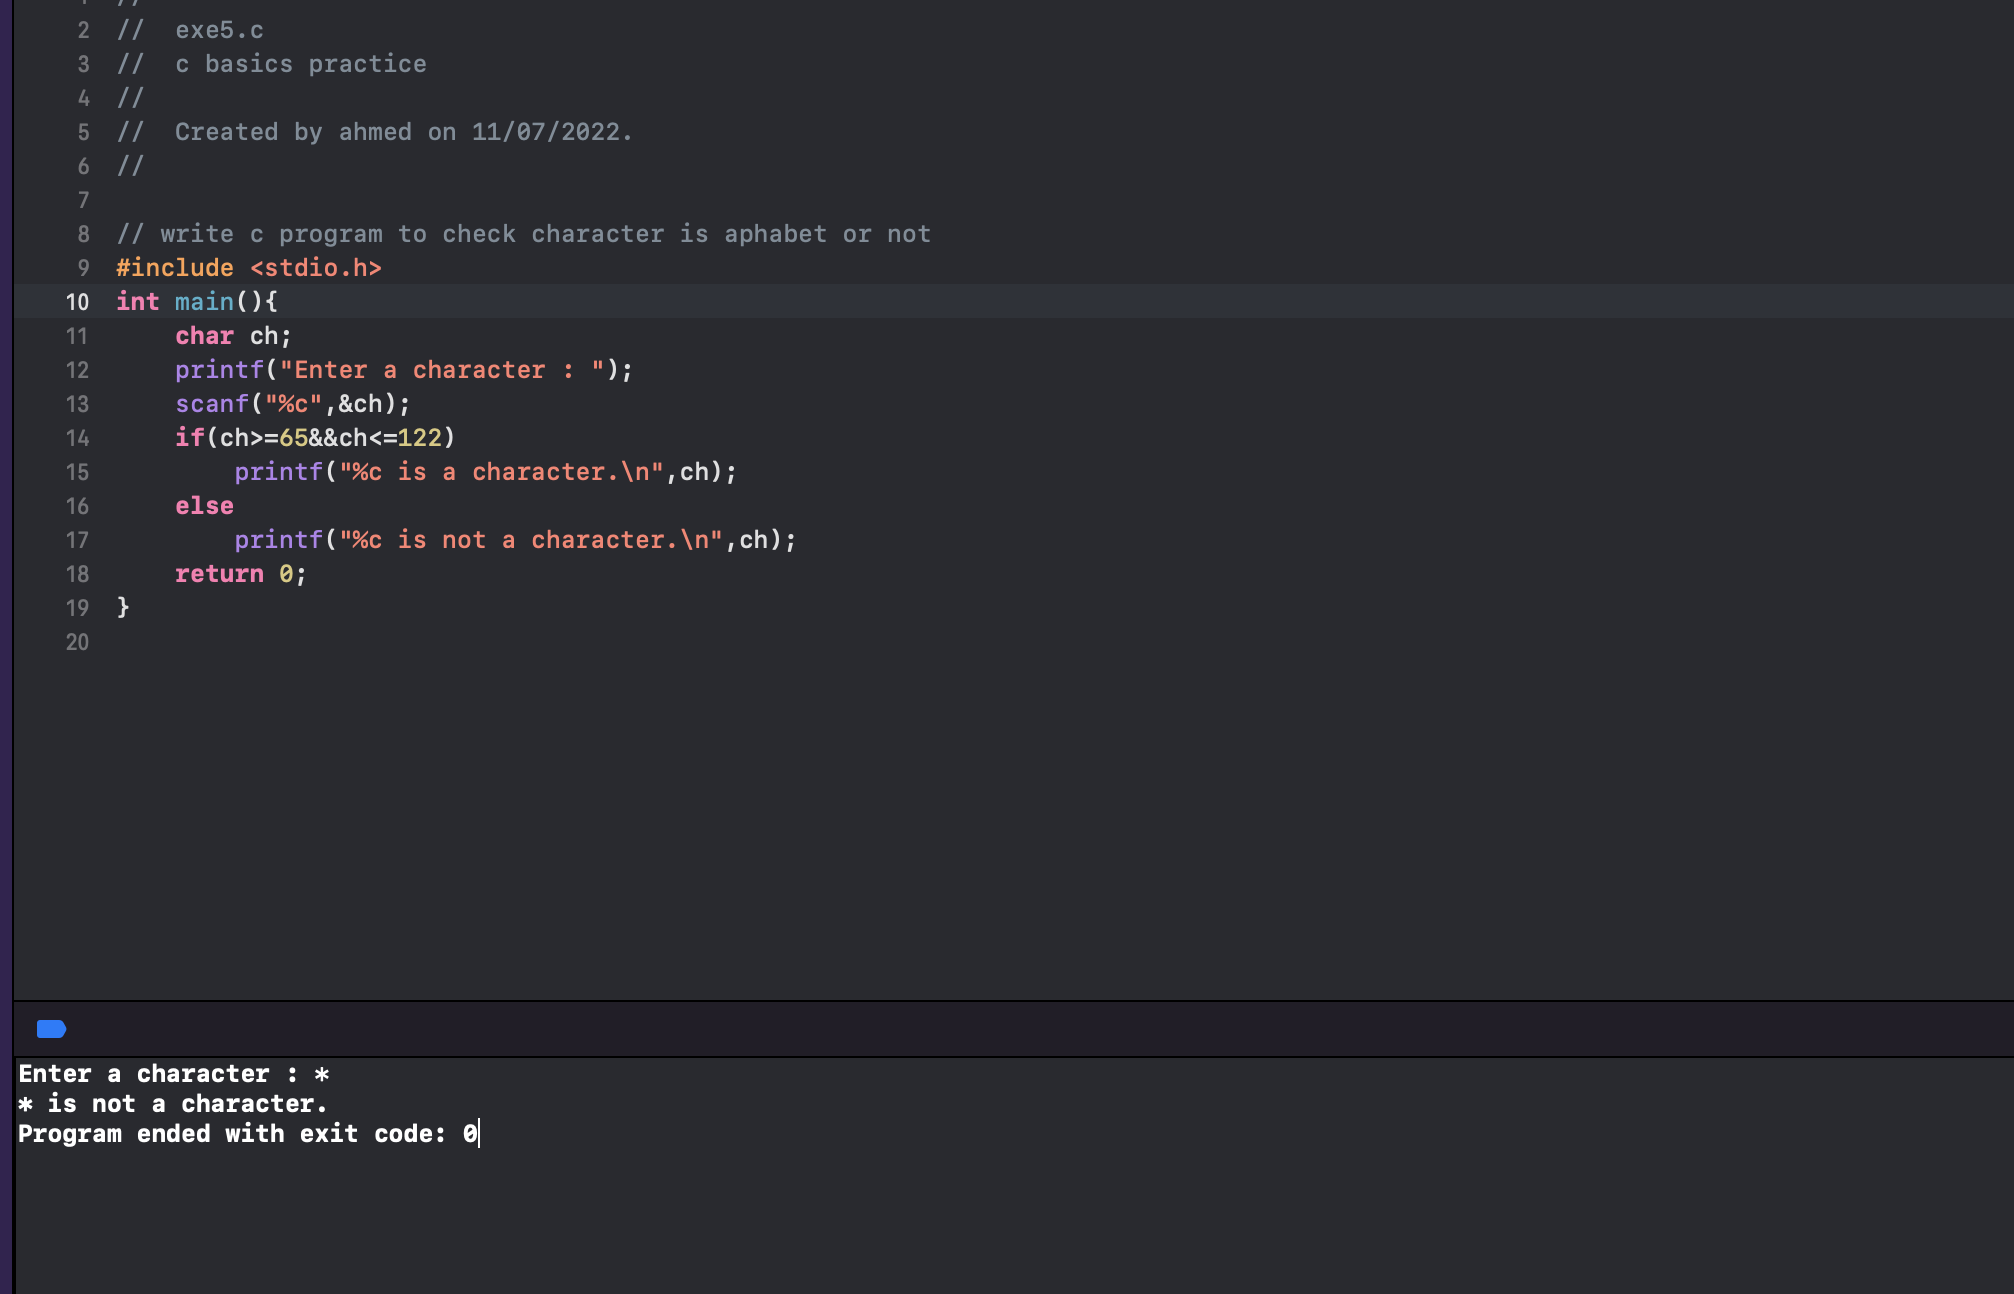 1 //
2 //  exe5.c
3 //  c basics practice
4 //
5 //  Created by ahmed on 11/07/2022.
6 //
7
8 // write c program to check character is aphabet or not
9 #include <stdio.h>
10 int main(){
11     char ch;
12     printf("Enter a character : ");
13     scanf("%c",&ch);
14     if(ch>=65&&ch<=122)
15         printf("%c is a character.\n",ch);
16     else
17         printf("%c is not a character.\n",ch);
18     return 0;
19 }
20
Enter a character : *
* is not a character.
Program ended with exit code: 0